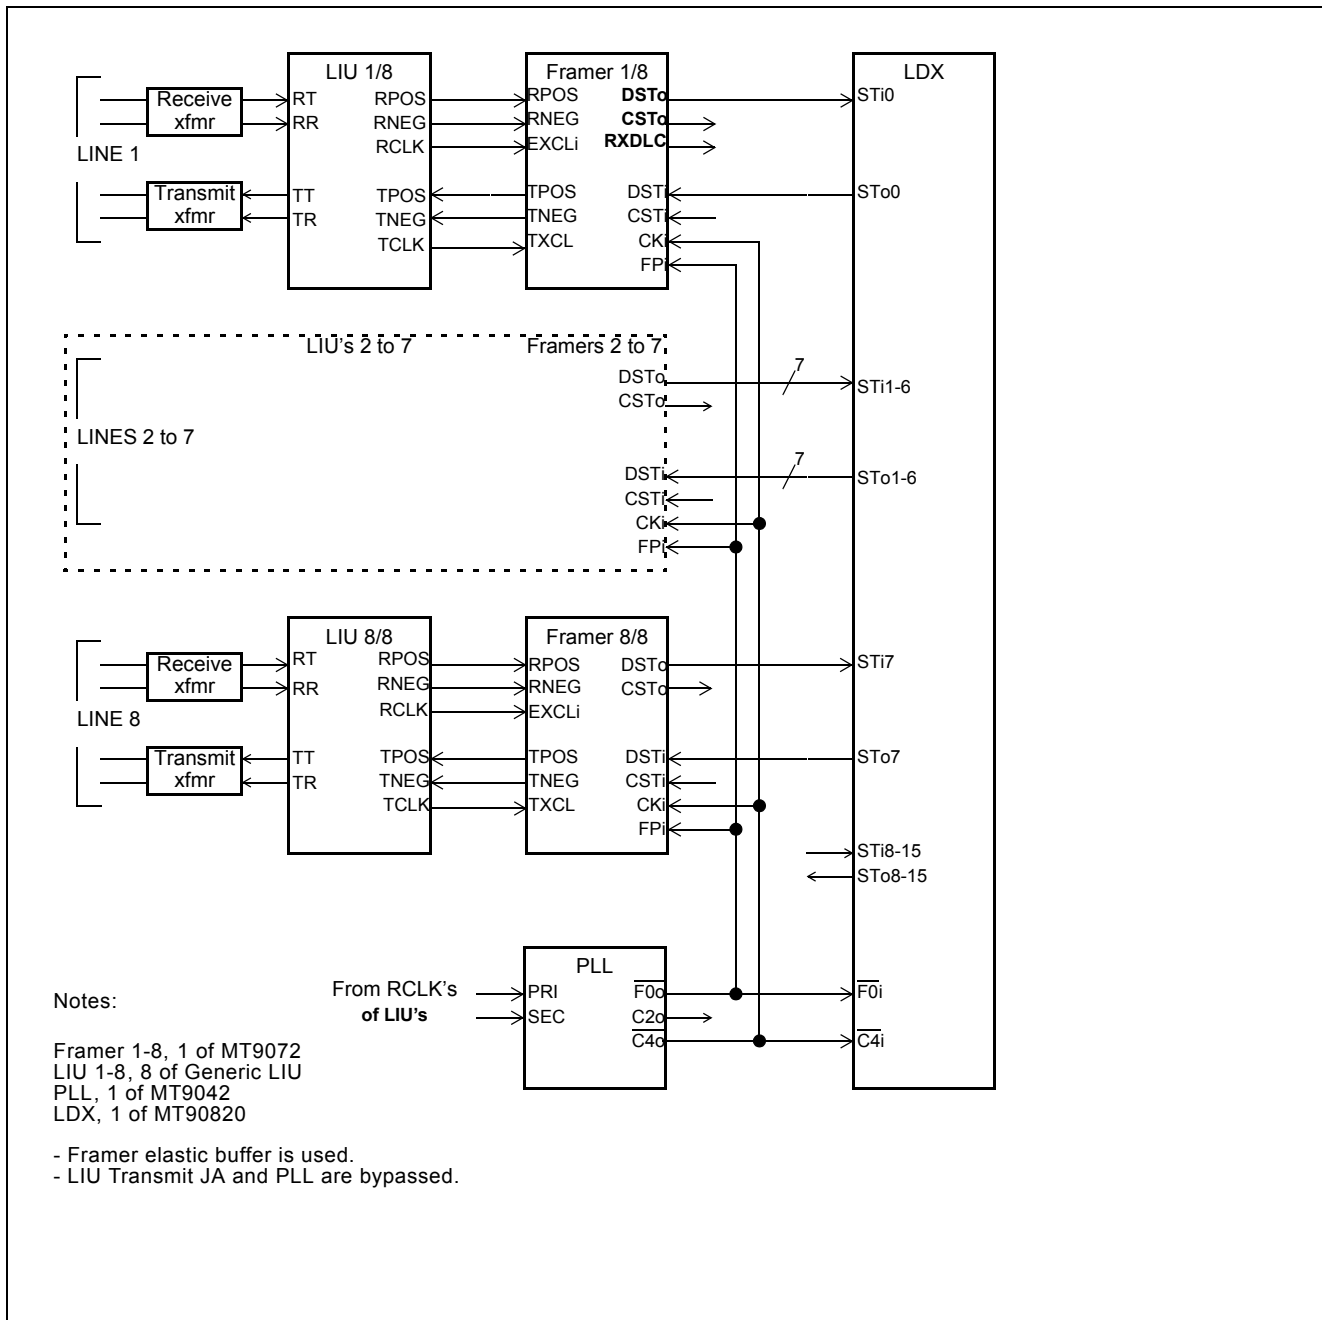 LIU 1/8
Framer 1/8
LDX
Receive
xfmr
RT
RR
RPOS
RNEG
RCLK
RPOS
RNEG
EXCLi
DSTo
CSTo
RXDLC
STi0
LINE 1
Transmit
xfmr
TT
TR
TPOS
TNEG
TCLK
TPOS
TNEG
TXCL
DSTi
CSTi
CKi
FPi
STo0
LIU's 2 to 7
Framers 2 to 7
DSTo
CSTo
7
STi1-6
LINES 2 to 7
DSTi
CSTi
CKi
FPi
7
STo1-6
LIU 8/8
Framer 8/8
Receive
xfmr
RT
RR
RPOS
RNEG
RCLK
RPOS
RNEG
EXCLi
DSTo
CSTo
STi7
LINE 8
Transmit
xfmr
TT
TR
TPOS
TNEG
TCLK
TPOS
TNEG
TXCL
DSTi
CSTi
CKi
FPi
STo7
STi8-15
STo8-15
PLL
From RCLK's
of LIU's
PRI
SEC
F0o
C2o
C4o
F0i
C4i
Notes:
Framer 1-8, 1 of MT9072
LIU 1-8, 8 of Generic LIU
PLL, 1 of MT9042
LDX, 1 of MT90820
- Framer elastic buffer is used.
- LIU Transmit JA and PLL are bypassed.